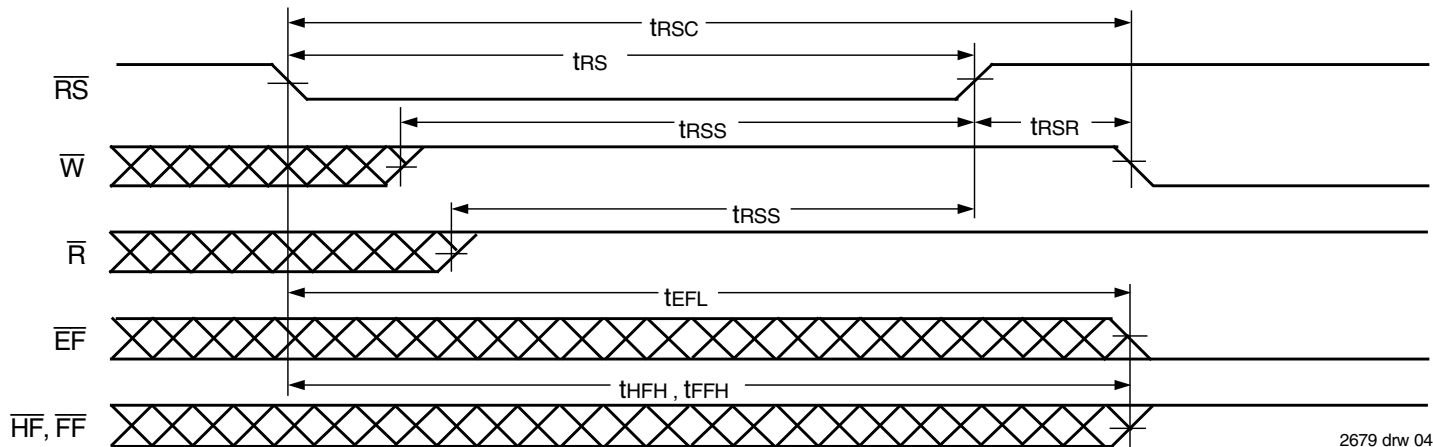 tRSC
tRS
RS
tRSS
tRSR
W
tRSS
R
tEFL
EF
tHFH , tFFH
HF, FF
2679 drw 04